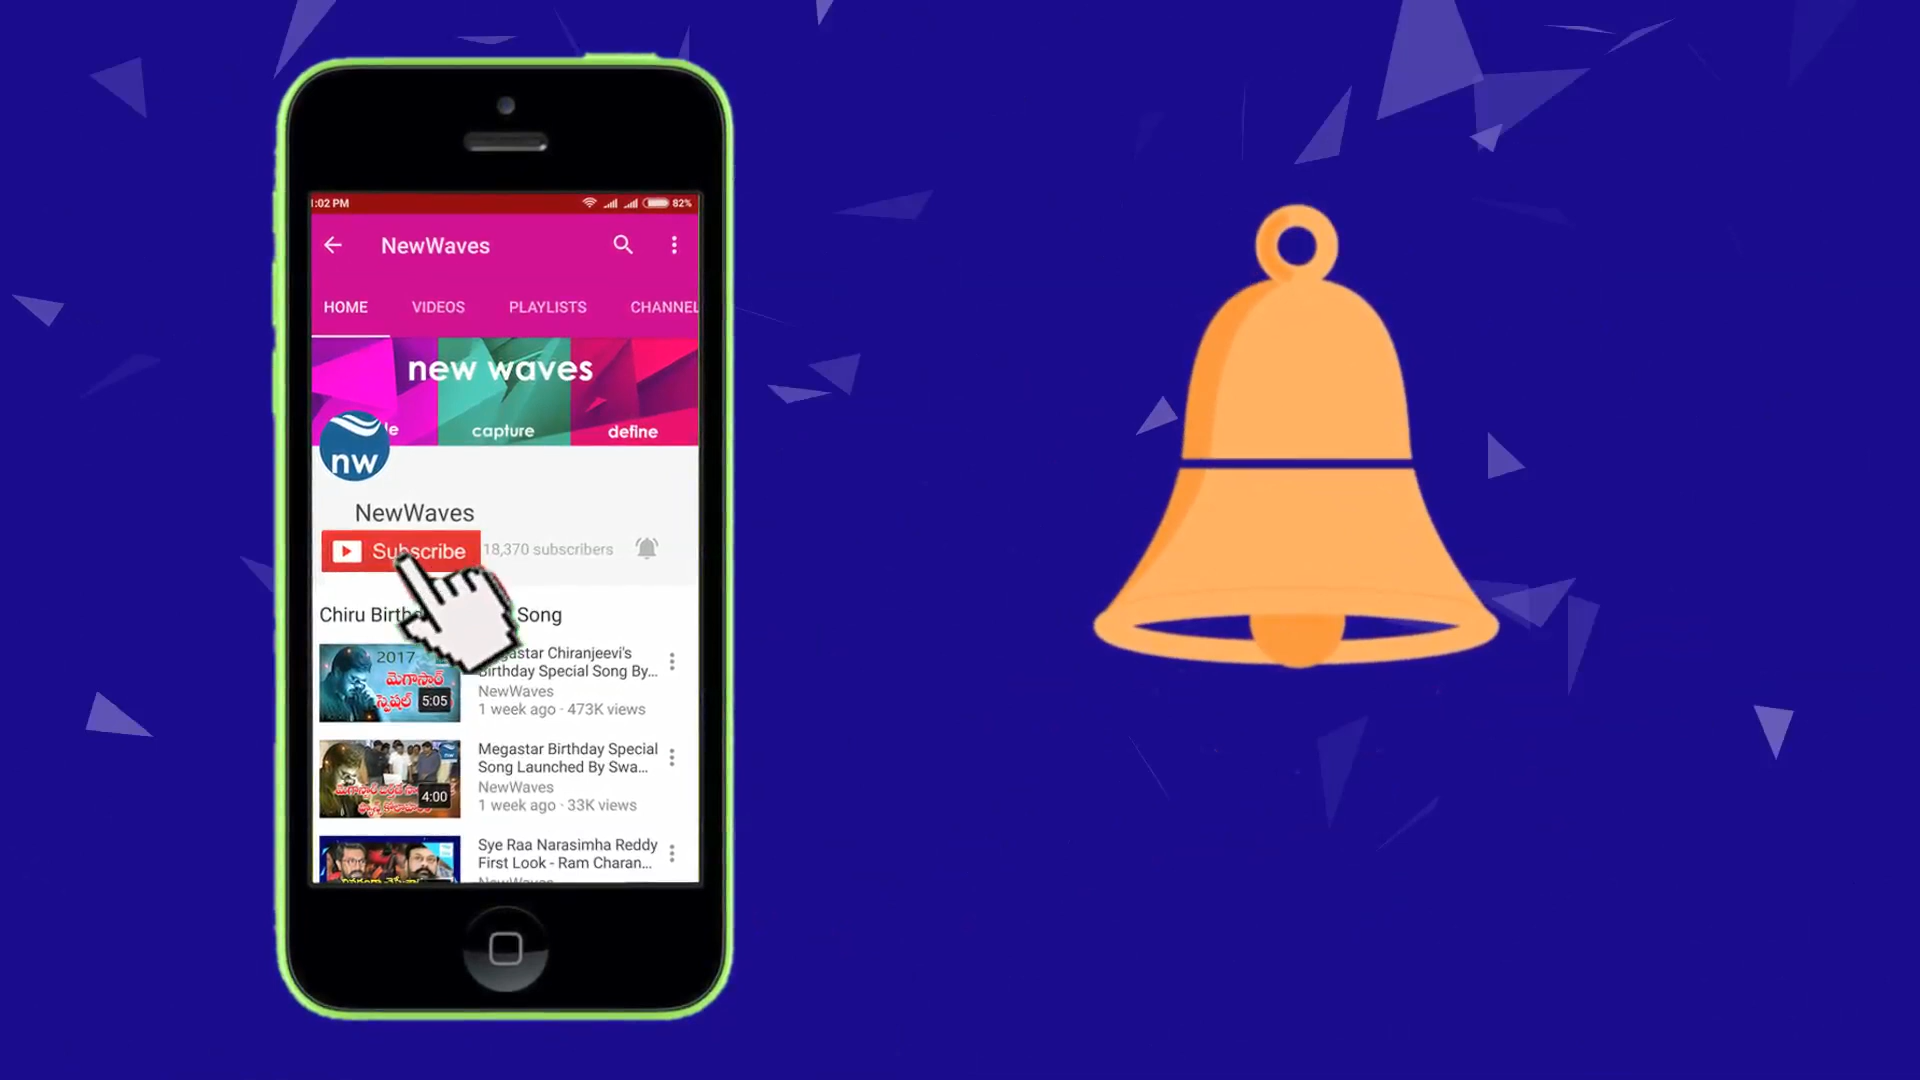 1:02 PM
82%
NewWaves
HOME VIDEOS PLAYLISTS CHANNEL
new waves
capture
define
nw
NewWaves
Subscribe
18,370 subscribers
Song
2017
మెగాస్టార్
స్పెషల్
5:05
Chiranjeevi's
Birthday Special Song By...
NewWaves
1 week ago · 473K views
4:00
Megastar Birthday Special
Song Launched By Swa...
NewWaves
1 week ago · 33K views
Sye Raa Narasimha Reddy
First Look - Ram Charan...
NewWaves